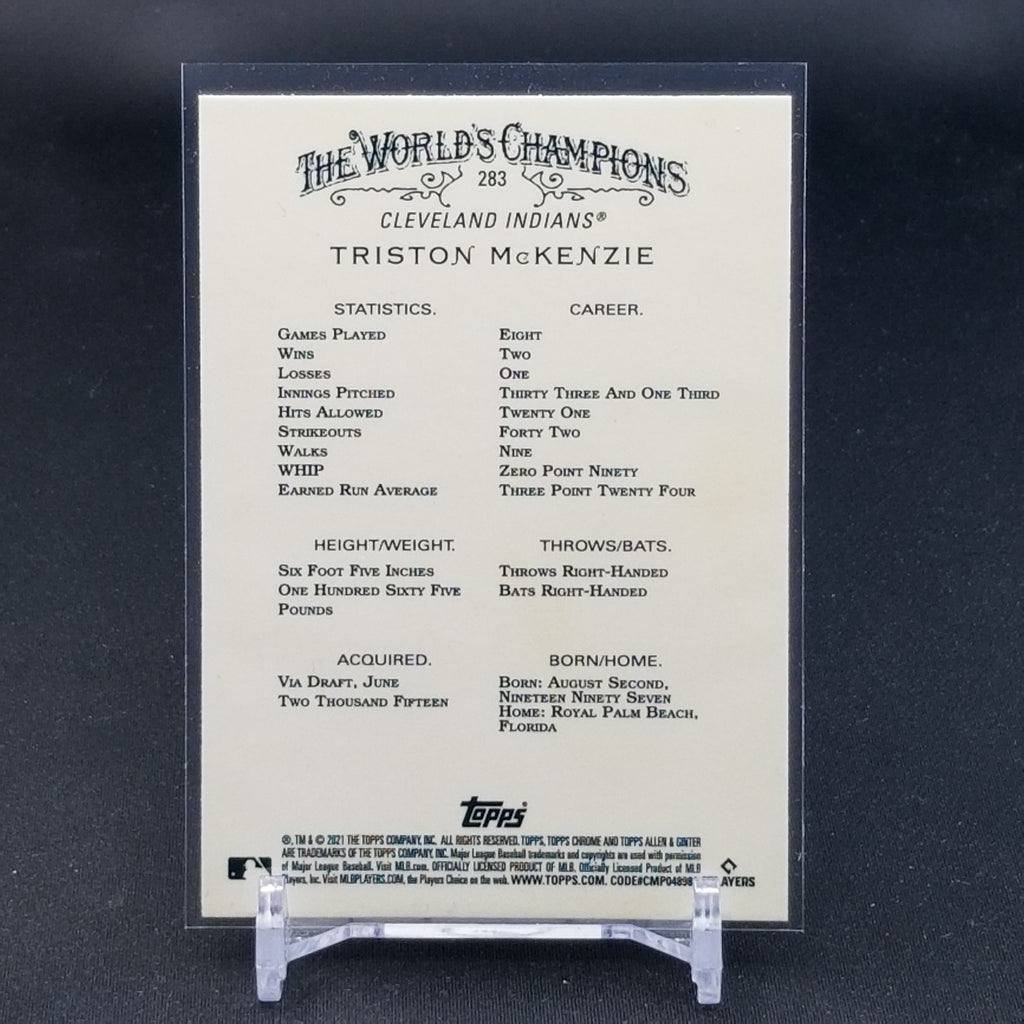 THE WORLD'S CHAMPIONS
283
CLEVELAND INDIANS®
TRISTON McKENZIE
STATISTICS. CAREER.
GAMES PLAYED EIGHT
WINS TWO
LOSSES ONE
INNINGS PITCHED THIRTY THREE AND ONE THIRD
HITS ALLOWED TWENTY ONE
STRIKEOUTS FORTY TWO
WALKS NINE
WHIP ZERO POINT NINETY
EARNED RUN AVERAGE THREE POINT TWENTY FOUR
HEIGHT/WEIGHT.
SIX FOOT FIVE INCHES
ONE HUNDRED SIXTY FIVE
POUNDS
THROWS/BATS.
THROWS RIGHT-HANDED
BATS RIGHT-HANDED
ACQUIRED.
VIA DRAFT, JUNE
TWO THOUSAND FIFTEEN
BORN/HOME.
BORN: AUGUST SECOND,
NINETEEN NINETY SEVEN
HOME: ROYAL PALM BEACH,
FLORIDA
topps
®, TM & © 2021 THE TOPPS COMPANY, INC. ALL RIGHTS RESERVED. TOPPS, TOPPS CHROME AND TOPPS ALLEN & GINTER
ARE TRADEMARKS OF THE TOPPS COMPANY, INC. Major League Baseball trademarks and copyrights are used with permission
of Major League Baseball. Visit MLB.com. OFFICIALLY LICENSED PRODUCT OF MLB. Officially Licensed Product of MLB
Players, Inc. Visit MLBPLAYERS.COM, the Players Choice on the web. WWW.TOPPS.COM. CODE#CMP04898